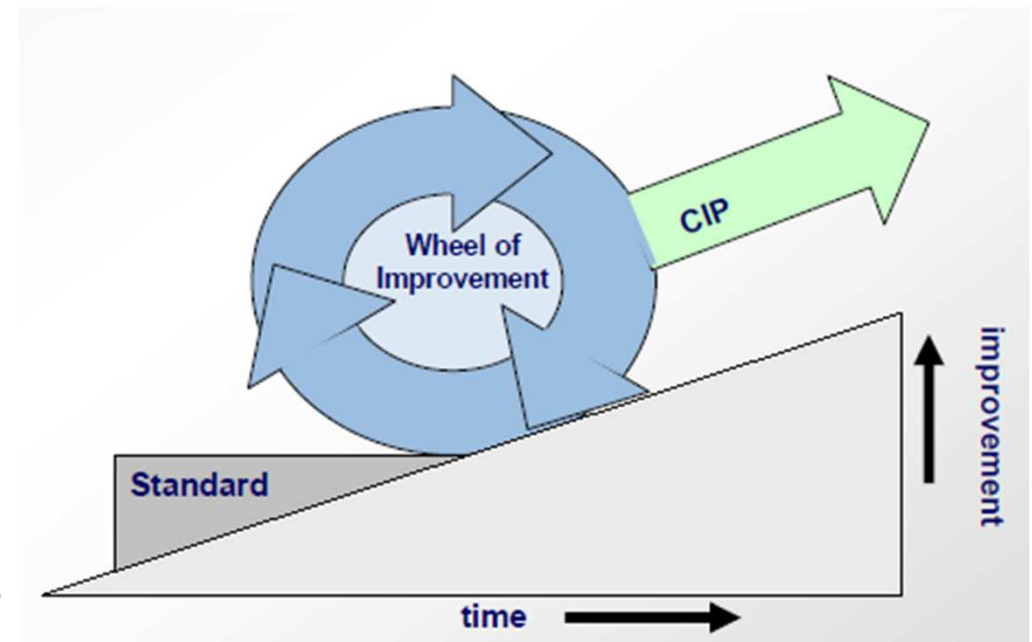 CIP
Wheel of
Improvement
improvement
Standard
time